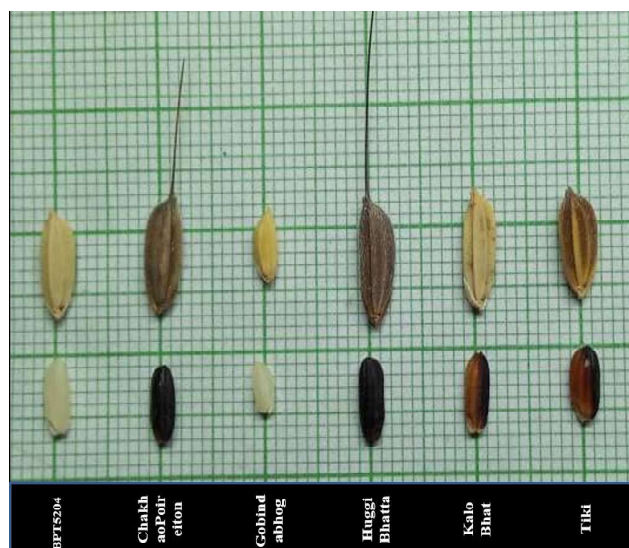 BPT5204
Chakh
aoPoir
eiton
Gobind
abhog
Huggi
Bhatta
Kalo
Bhat
Tiki